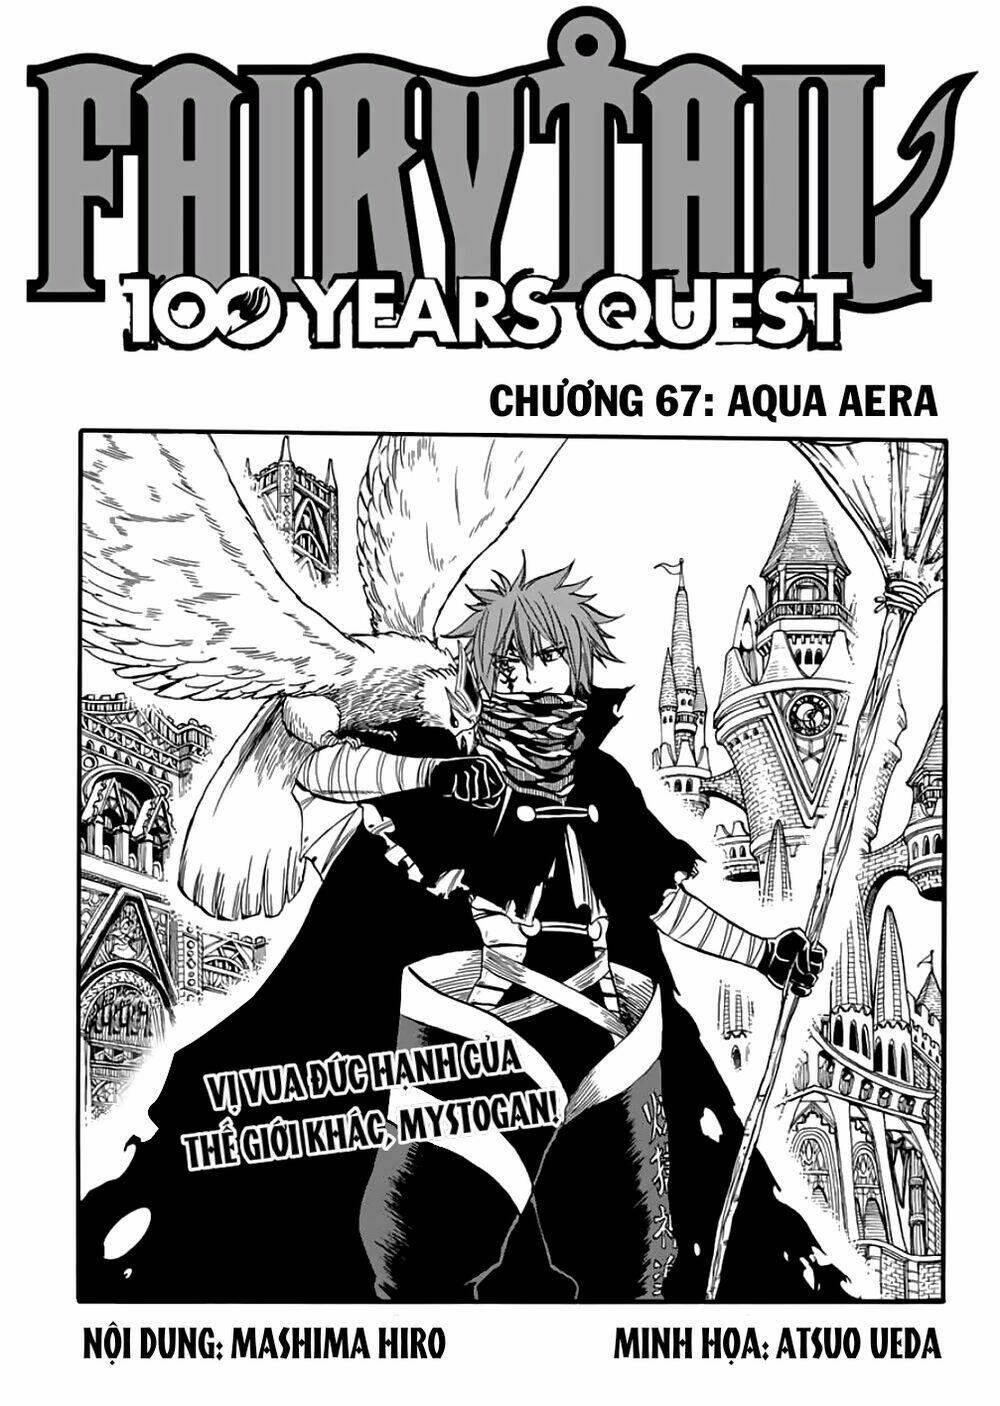 FAIRY TAIL
100 YEARS QUEST
CHƯƠNG 67: AQUA AERA
VỊ VUA ĐỨC HẠNH CỦA
THẾ GIỚI KHÁC, MYSTOGAN!
NỘI DUNG: MASHIMA HIRO
MINH HỌA: ATSUO UEDA